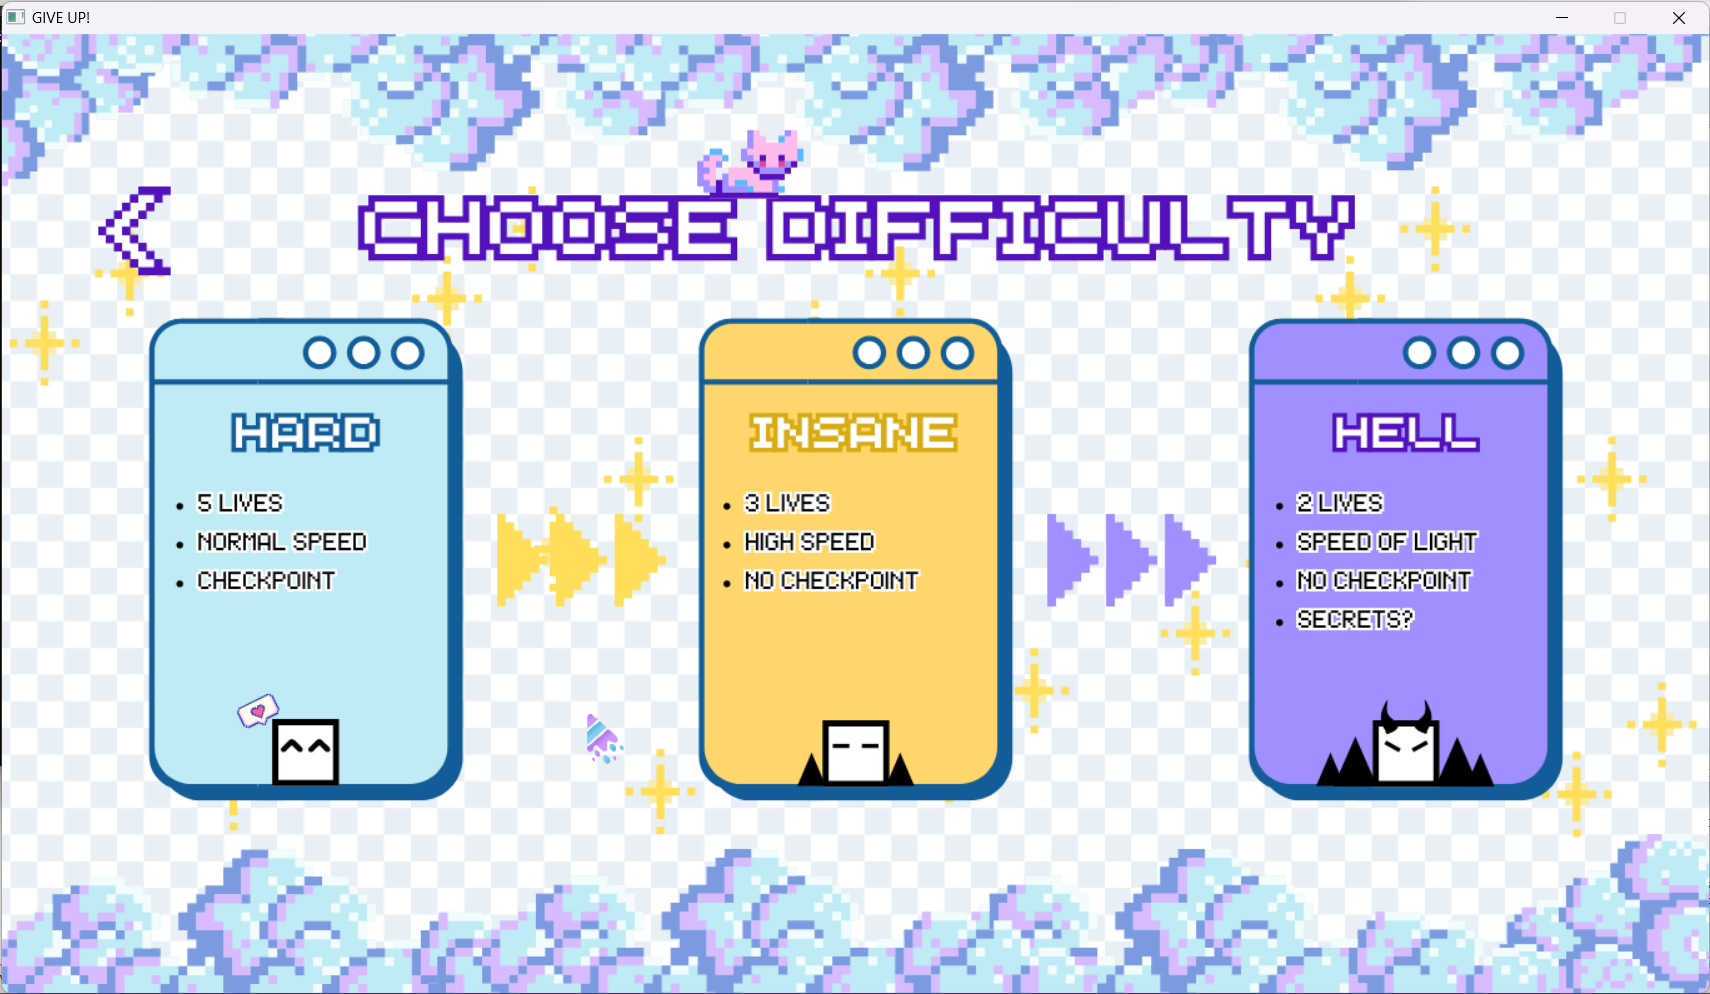 GIVE UP!
CHOOSE DIFFICULTY
HARD
• 5 LIVES
• NORMAL SPEED
• CHECKPOINT
INSANE
• 3 LIVES
• HIGH SPEED
• NO CHECKPOINT
HELL
• 2 LIVES
• SPEED OF LIGHT
• NO CHECKPOINT
• SECRETS?